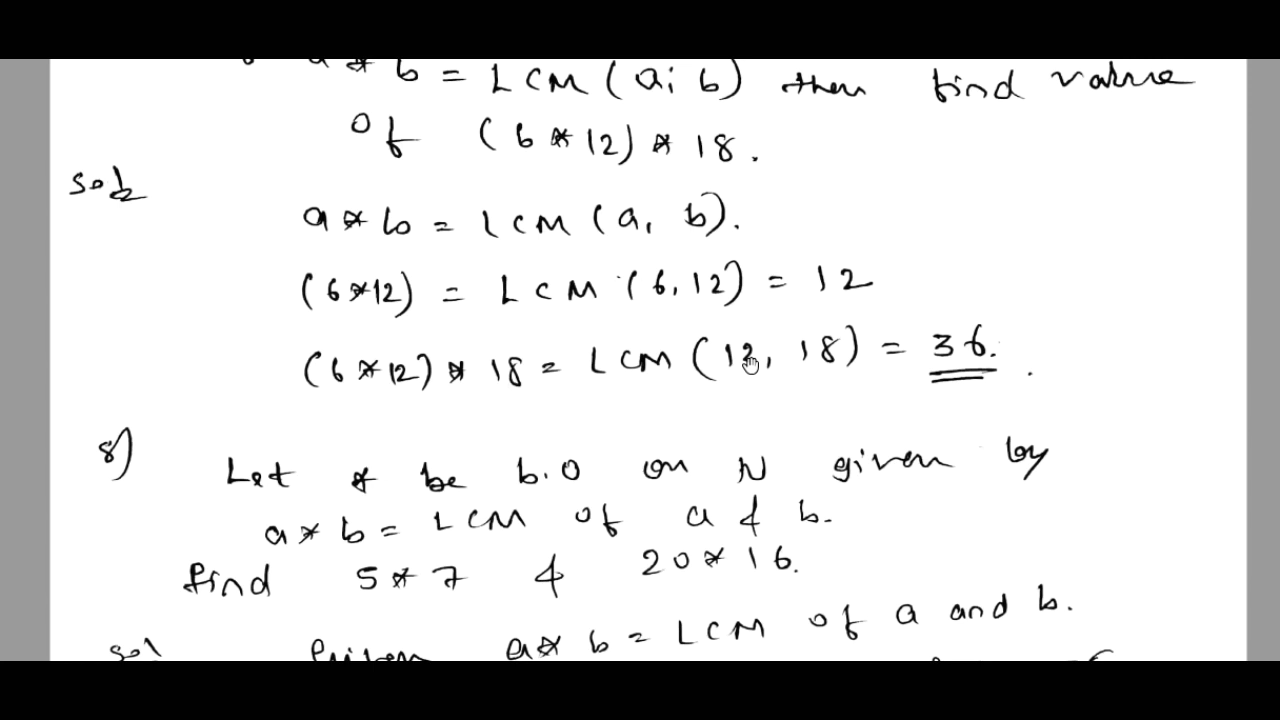 a * b = LCM (a, b) then find value
of (6 * 12) * 18.
Sol
a * b = LCM (a, b).
(6 * 12) = LCM (6, 12) = 12
(6 * 12) * 18 = LCM (12, 18) = 36.
8)
Let * be b.o on N given by
a * b = LCM of a & b.
find 5 * 7 & 20 * 16.
Sol Given a * b = LCM of a and b.